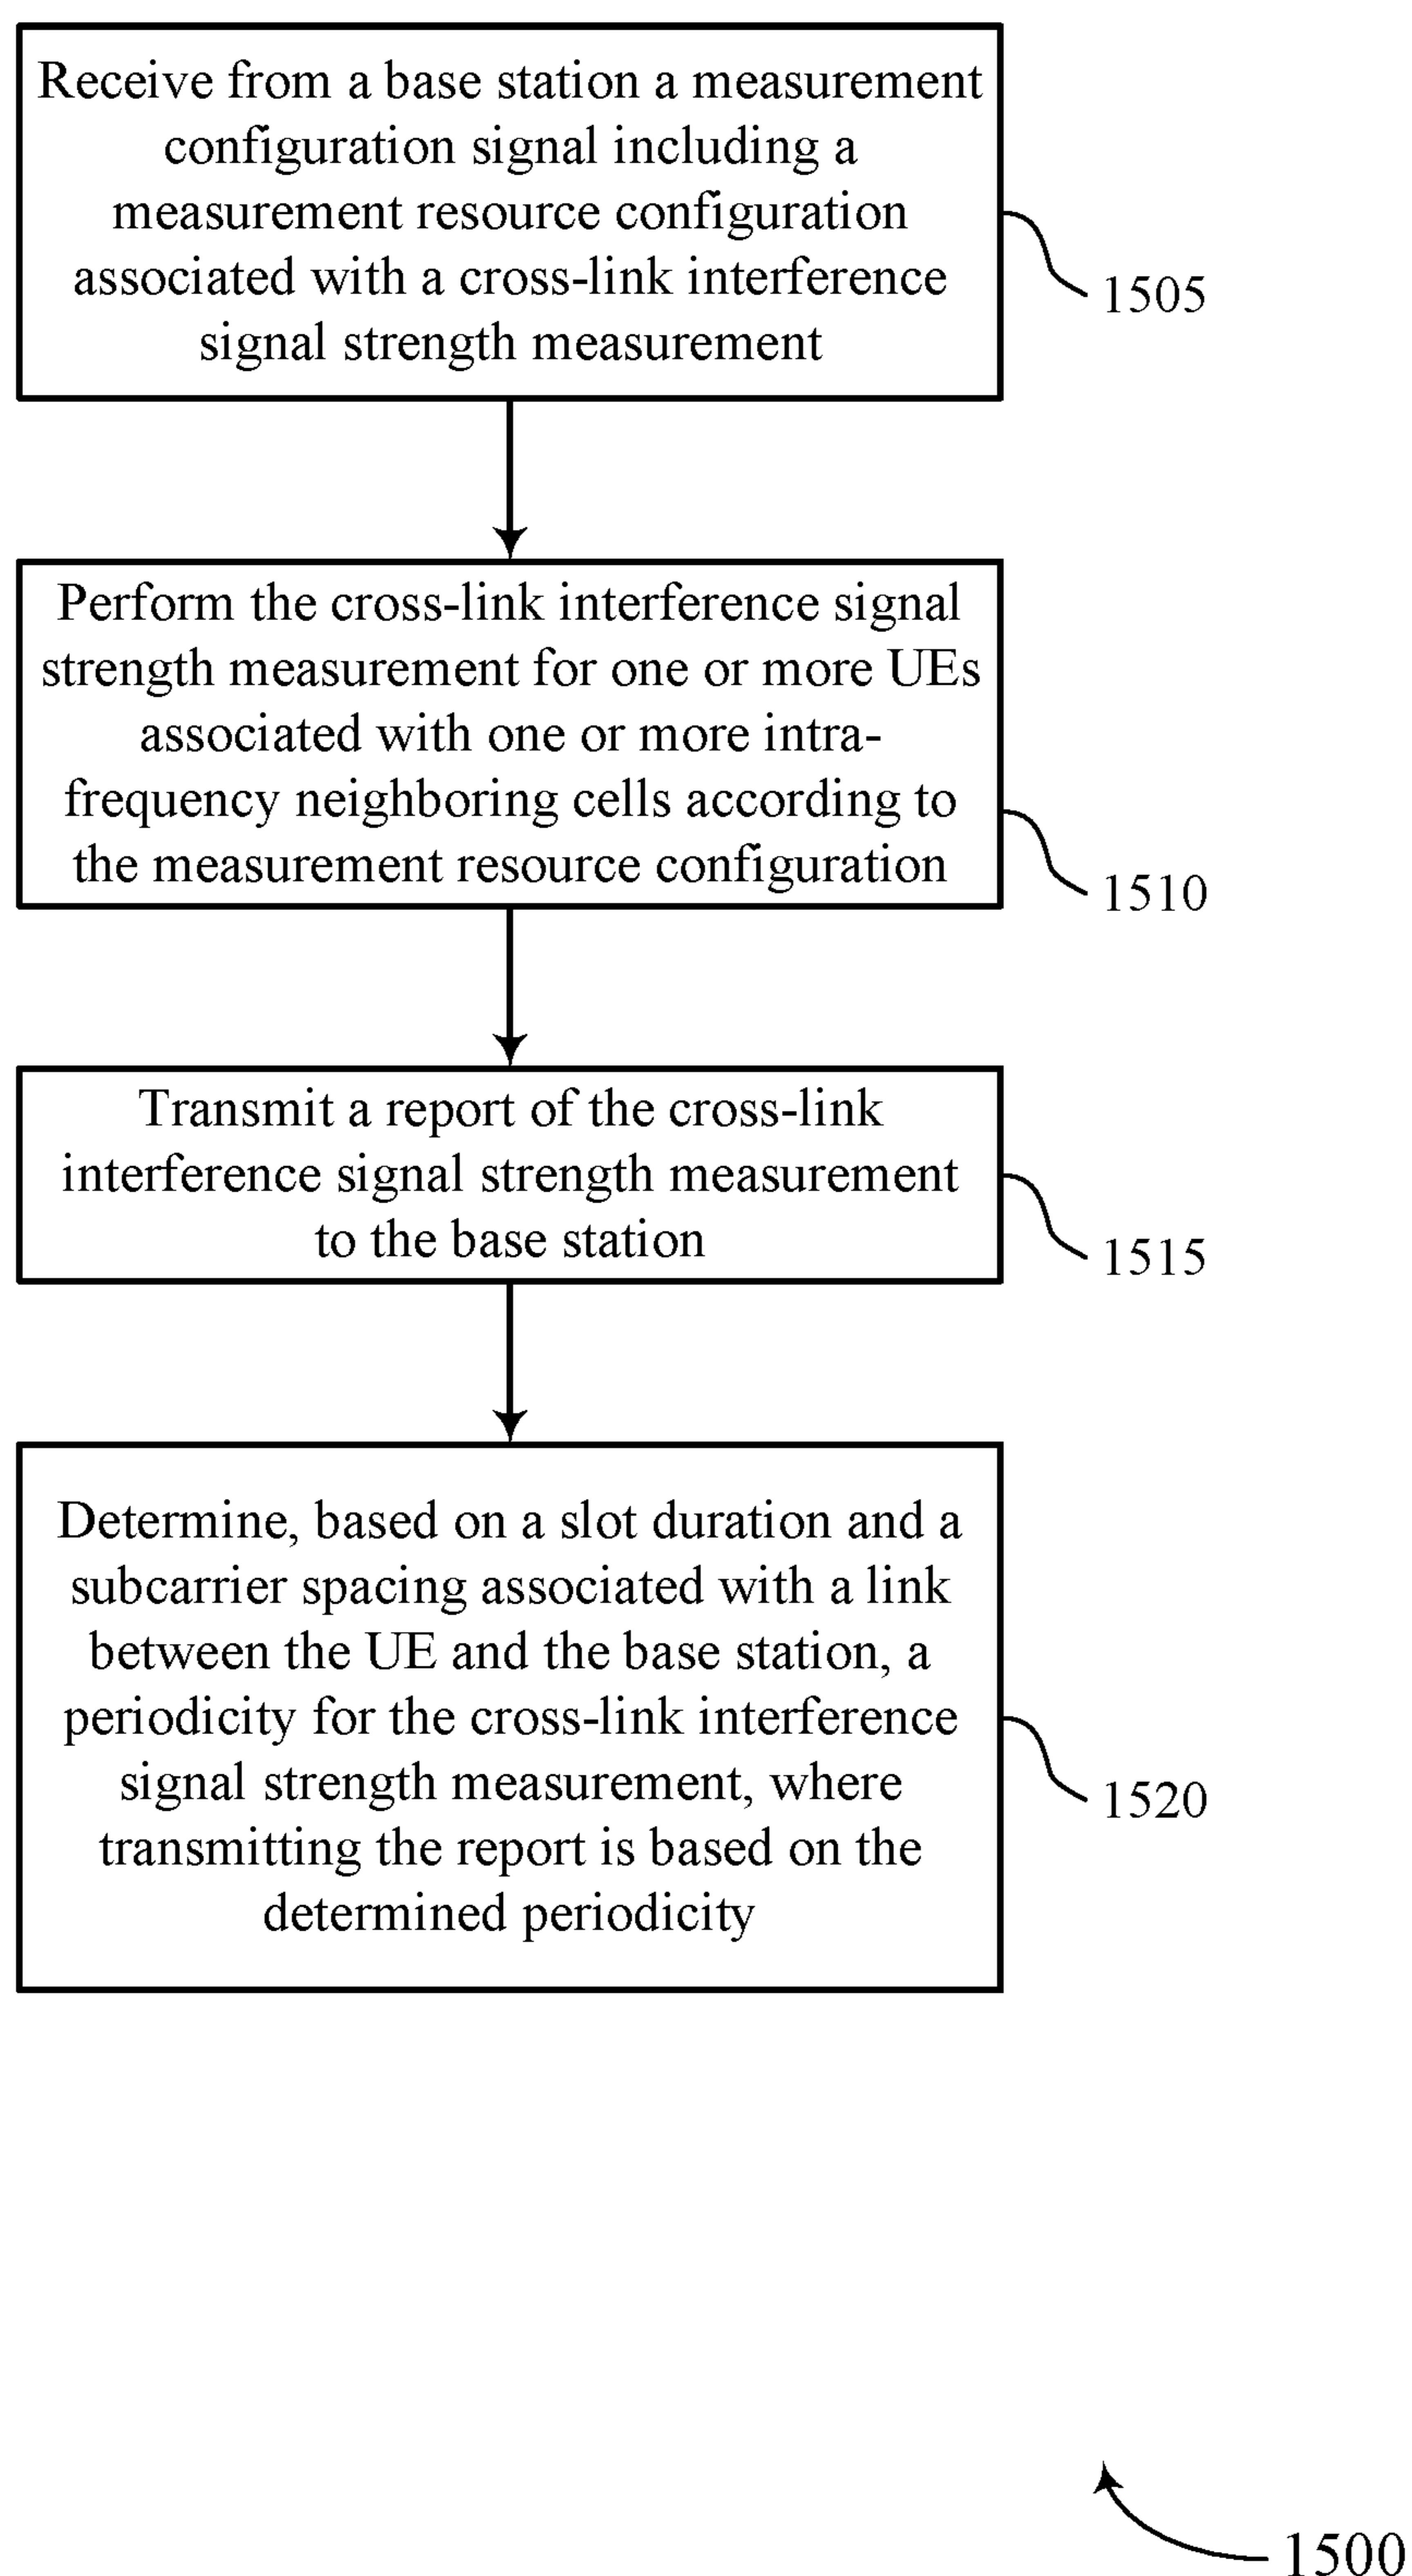 Receive from a base station a measurement
configuration signal including a
measurement resource configuration
associated with a cross-link interference
signal strength measurement
1505
Perform the cross-link interference signal
strength measurement for one or more UEs
associated with one or more intra-
frequency neighboring cells according to
the measurement resource configuration
1510
Transmit a report of the cross-link
interference signal strength measurement
to the base station
1515
Determine, based on a slot duration and a
subcarrier spacing associated with a link
between the UE and the base station, a
periodicity for the cross-link interference
signal strength measurement, where
transmitting the report is based on the
determined periodicity
1520
1500